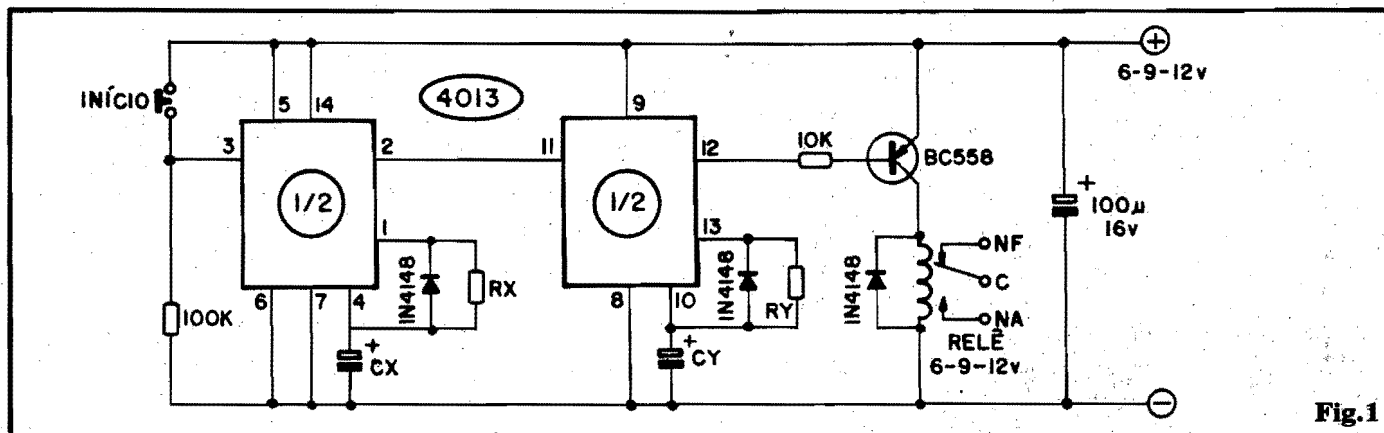 INÍCIO
3
100K
5
14
4013
1/2
2
1
6
7
4
1N4148
RX
+
CX
9
11
1/2
12
13
8
10
1N4148
RY
+
CY
10K
BC558
1N4148
NF
C
NA
RELÊ
6-9-12v
+
100µ
16v
+
6-9-12v
−
Fig.1